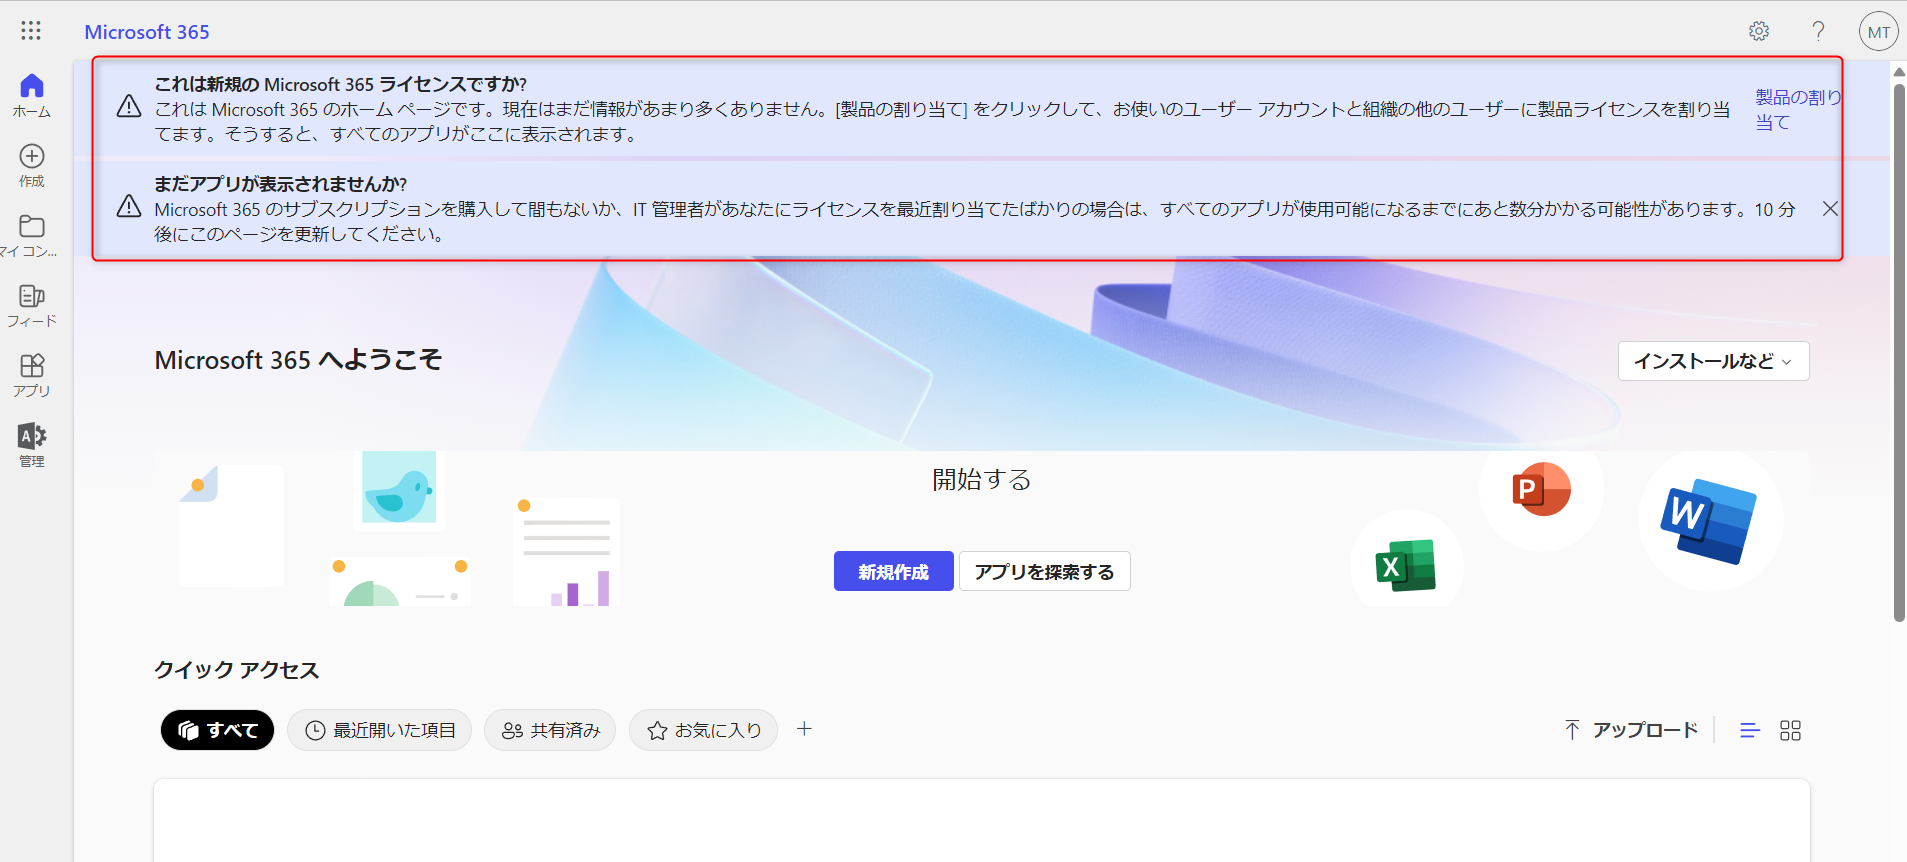 Microsoft 365
MT
これは新規の Microsoft 365 ライセンスですか?
これは Microsoft 365 のホーム ページです。現在はまだ情報があまり多くありません。[製品の割り当て] をクリックして、お使いのユーザー アカウントと組織の他のユーザーに製品ライセンスを割り当
てます。そうすると、すべてのアプリがここに表示されます。
製品の割り
当て
まだアプリが表示されませんか?
Microsoft 365 のサブスクリプションを購入して間もないか、IT 管理者があなたにライセンスを最近割り当てたばかりの場合は、すべてのアプリが使用可能になるまでにあと数分かかる可能性があります。10 分
後にこのページを更新してください。
ホーム
作成
マイ コン...
フィード
アプリ
管理
Microsoft 365 へようこそ
インストールなど
開始する
新規作成
アプリを探索する
P
X
W
A
クイック アクセス
すべて
最近開いた項目
共有済み
お気に入り
アップロード